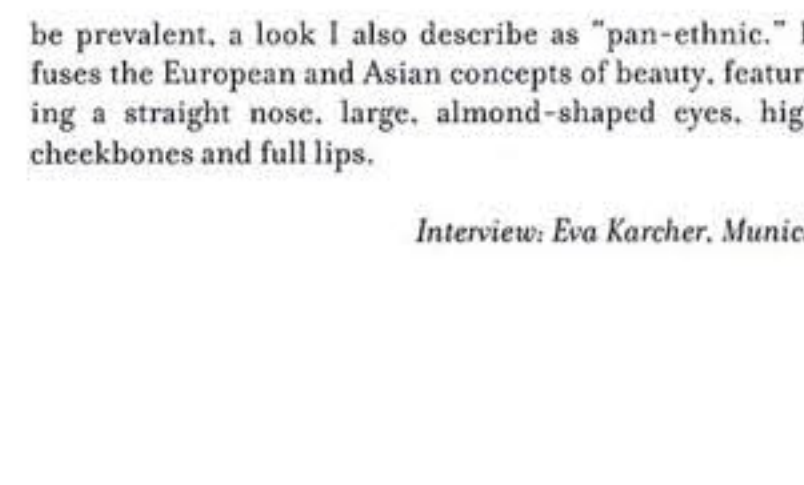 be prevalent, a look I also describe as "pan-ethnic."
fuses the European and Asian concepts of beauty, featur
ing a straight nose, large, almond-shaped eyes, hig
cheekbones and full lips.
Interview: Eva Karcher, Munic